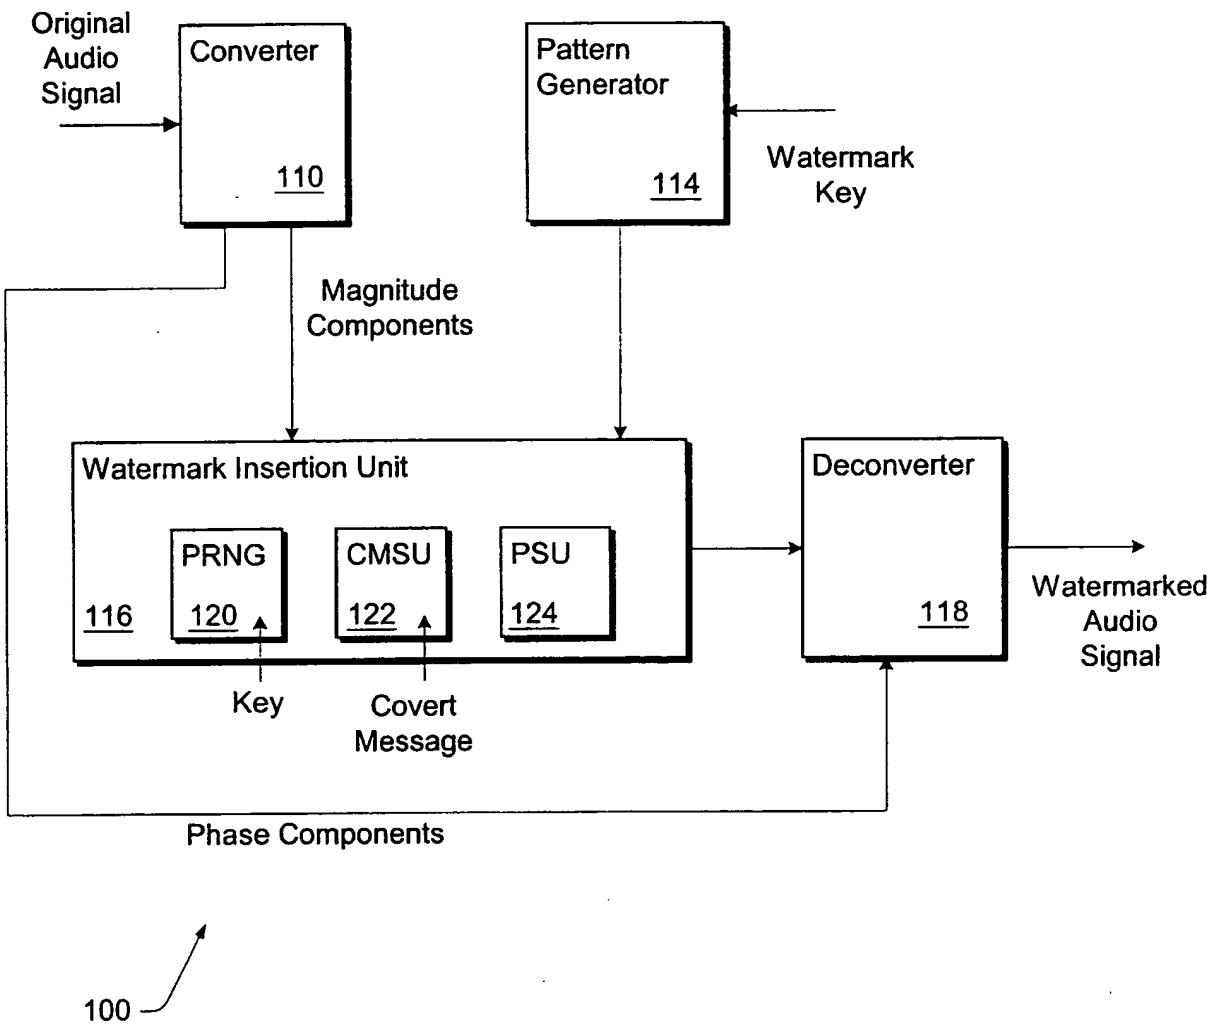 Original
Audio
Signal
Converter
110
Pattern
Generator
114
Watermark
Key
Magnitude
Components
Watermark Insertion Unit
116
PRNG
120
CMSU
122
PSU
124
Key
Covert
Message
Deconverter
118
Watermarked
Audio
Signal
Phase Components
100